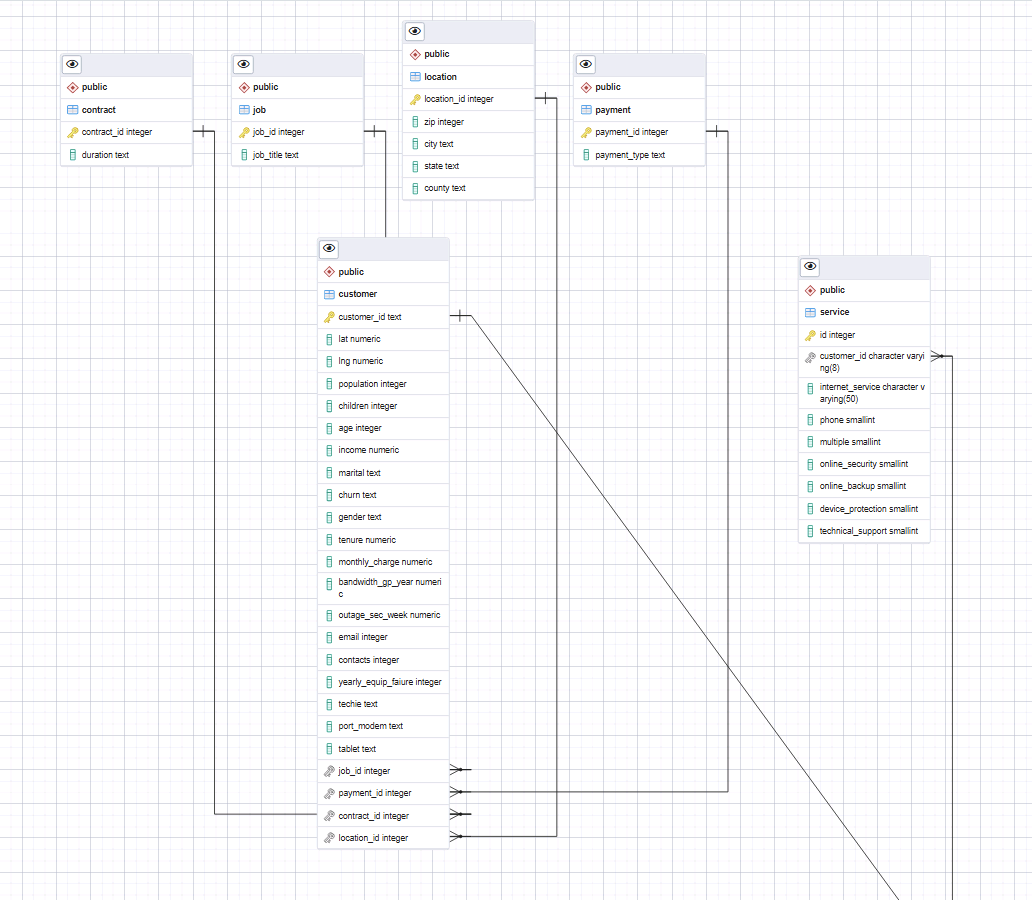 public
contract
contract_id integer
duration text
public
job
job_id integer
job_title text
public
location
location_id integer
zip integer
city text
state text
county text
public
payment
payment_id integer
payment_type text
public
customer
customer_id text
lat numeric
lng numeric
population integer
children integer
age integer
income numeric
marital text
churn text
gender text
tenure numeric
monthly_charge numeric
bandwidth_gp_year numeri
c
outage_sec_week numeric
email integer
contacts integer
yearly_equip_faiure integer
techie text
port_modem text
tablet text
job_id integer
payment_id integer
contract_id integer
location_id integer
public
service
id integer
customer_id character varyi
ng(8)
internet_service character v
arying(50)
phone smallint
multiple smallint
online_security smallint
online_backup smallint
device_protection smallint
technical_support smallint